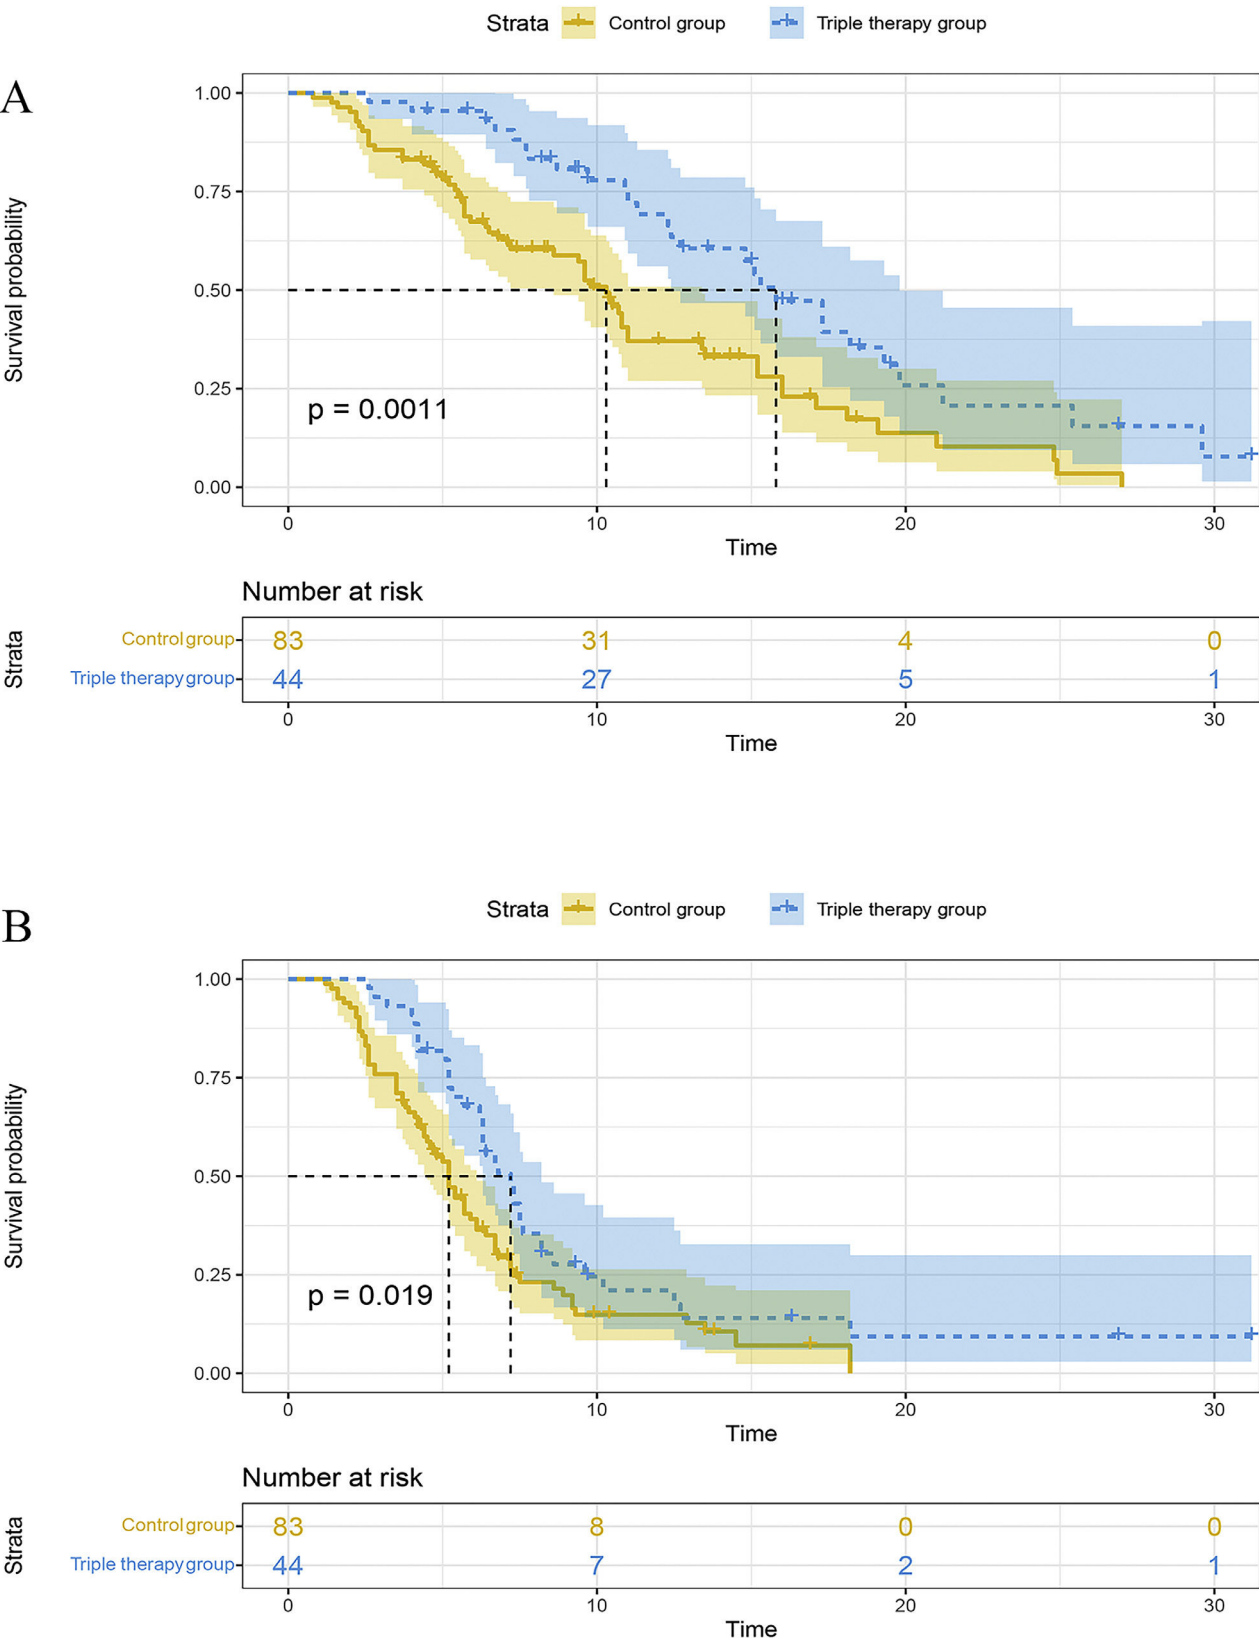 Strata Control group Triple therapy group
A
1.00
0.75
0.50
0.25
0.00
Survival probability
p = 0.0011
0 10 20 30
Time
Number at risk
Strata
Control group 83 31 4 0
Triple therapy group 44 27 5 1
0 10 20 30
Time
Strata Control group Triple therapy group
B
1.00
0.75
0.50
0.25
0.00
Survival probability
p = 0.019
0 10 20 30
Time
Number at risk
Strata
Control group 83 8 0 0
Triple therapy group 44 7 2 1
0 10 20 30
Time